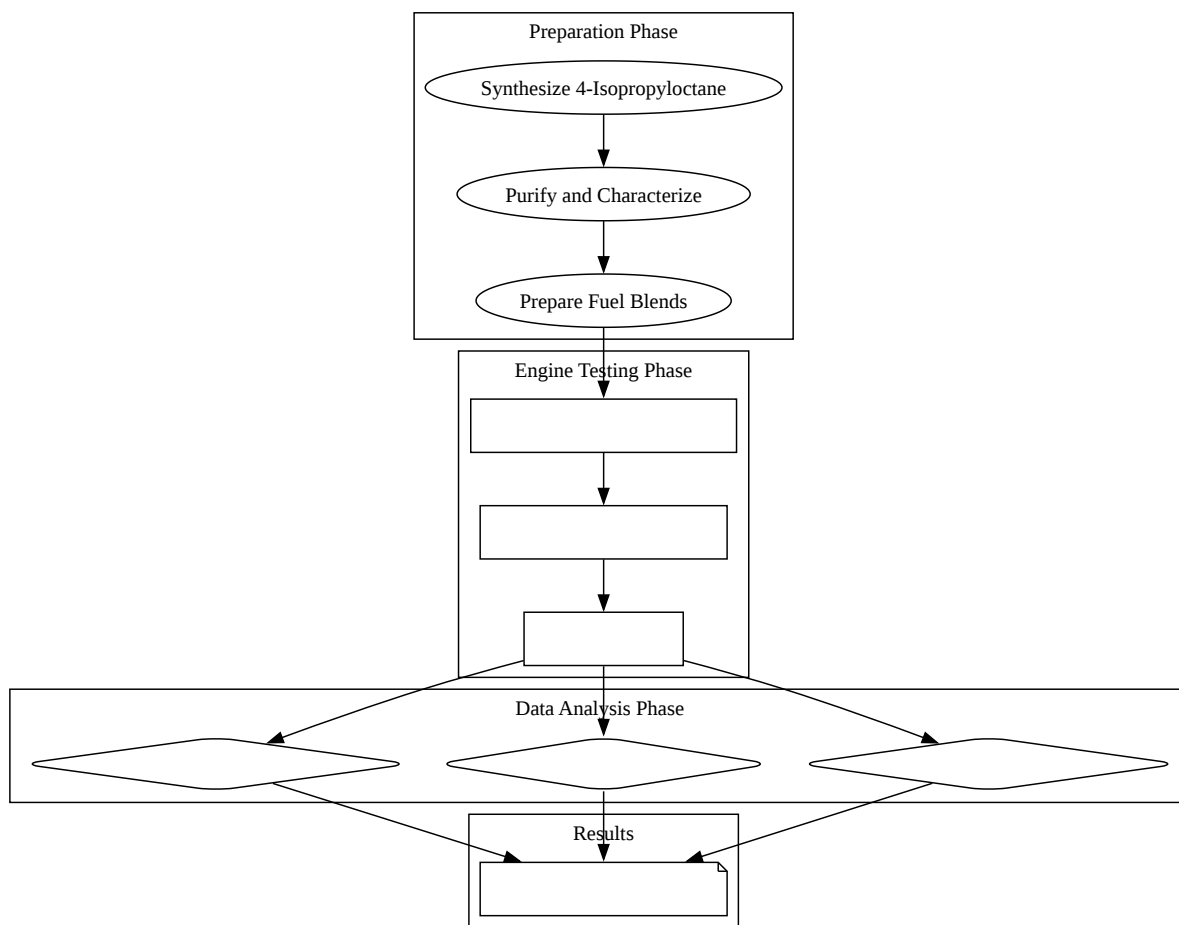 Preparation Phase
Synthesize 4-Isopropyloctane
Purify and Characterize
Prepare Fuel Blends
Engine Testing Phase
Data Analysis Phase
Results